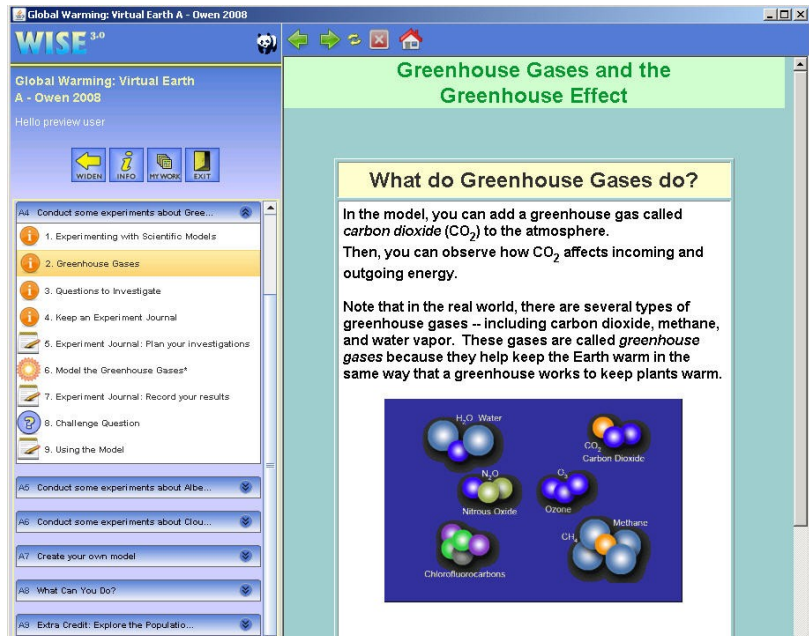 Global Warming: Virtual Earth A - Owen 2008
WISE 3.0
Global Warming: Virtual Earth
A - Owen 2008
Hello preview user
WIDEN INFO MY WORK EXIT
A4 Conduct some experiments about Gree...
1. Experimenting with Scientific Models
2. Greenhouse Gases
3. Questions to Investigate
4. Keep an Experiment Journal
5. Experiment Journal: Plan your investigations
6. Model the Greenhouse Gases*
7. Experiment Journal: Record your results
8. Challenge Question
9. Using the Model
A5 Conduct some experiments about Albe...
A6 Conduct some experiments about Clou...
A7 Create your own model
A8 What Can You Do?
A9 Extra Credit: Explore the Populatio...
Greenhouse Gases and the
Greenhouse Effect
What do Greenhouse Gases do?
In the model, you can add a greenhouse gas called
carbon dioxide (CO2) to the atmosphere.
Then, you can observe how CO2 affects incoming and
outgoing energy.
Note that in the real world, there are several types of
greenhouse gases -- including carbon dioxide, methane,
and water vapor. These gases are called greenhouse
gases because they help keep the Earth warm in the
same way that a greenhouse works to keep plants warm.
H2O Water
CO2
Carbon Dioxide
N2O
Nitrous Oxide
O3
Ozone
Methane
CH4
Chlorofluorocarbons